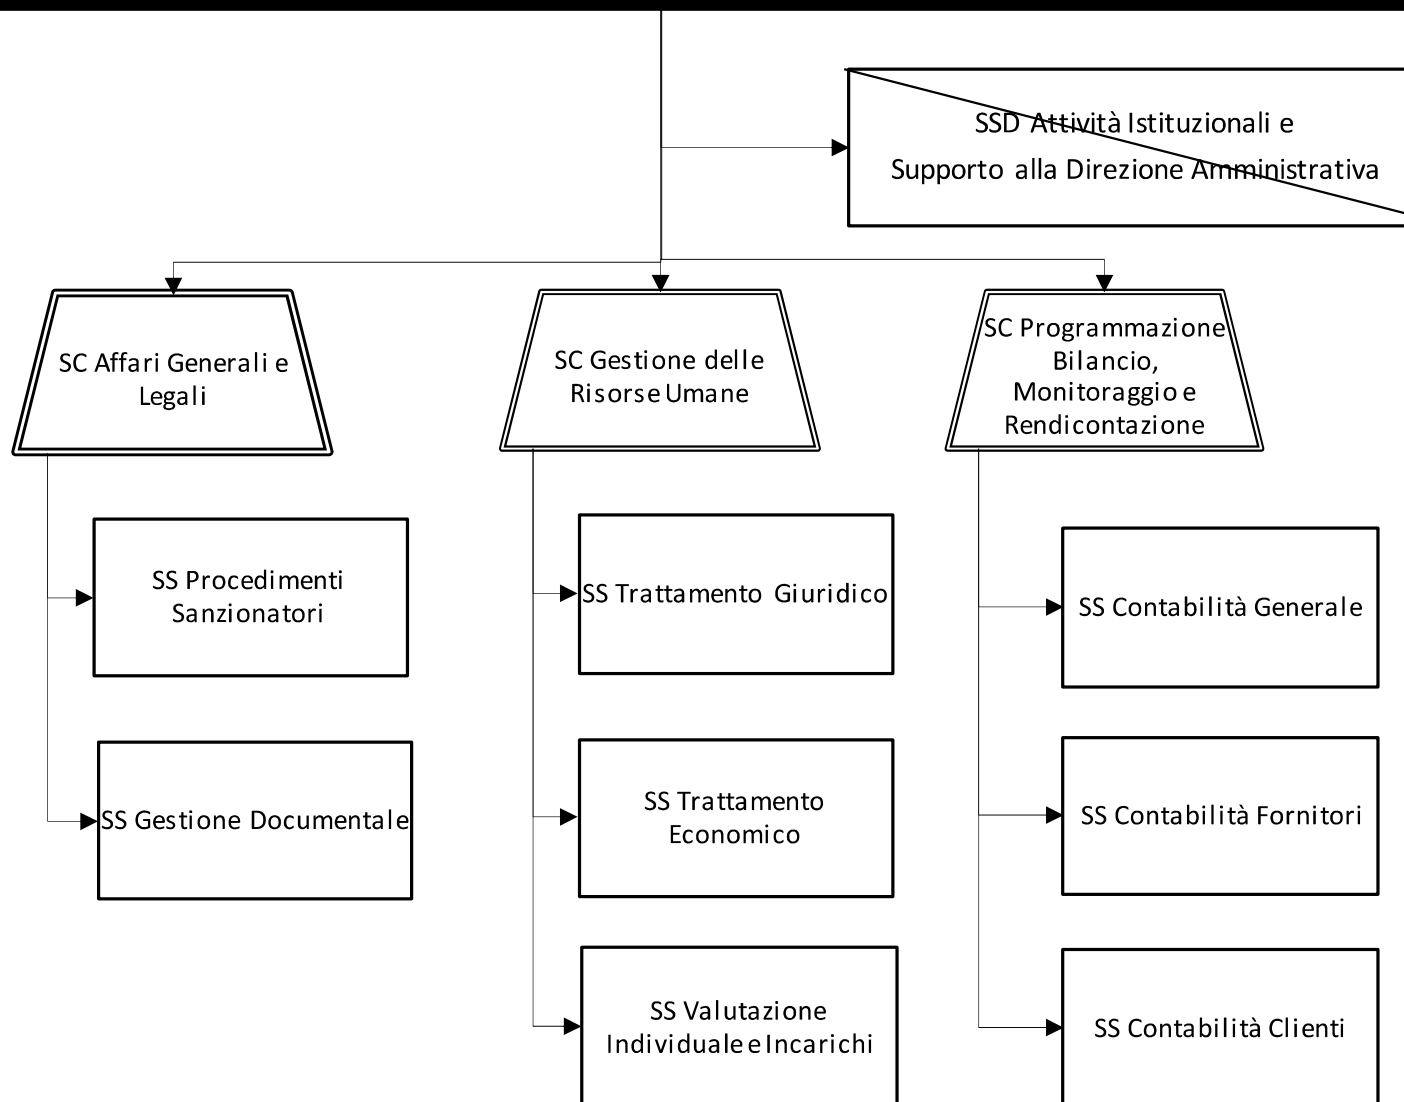 SSD Attività Istituzionali e
Supporto alla Direzione Amministrativa
SC Affari Generali e
Legali
SC Gestione delle
Risorse Umane
SC Programmazione
Bilancio,
Monitoraggio e
Rendicontazione
SS Procedimenti
Sanzionatori
SS Trattamento Giuridico
SS Contabilità Generale
SS Gestione Documentale
SS Trattamento
Economico
SS Contabilità Fornitori
SS Valutazione
Individuale e Incarichi
SS Contabilità Clienti